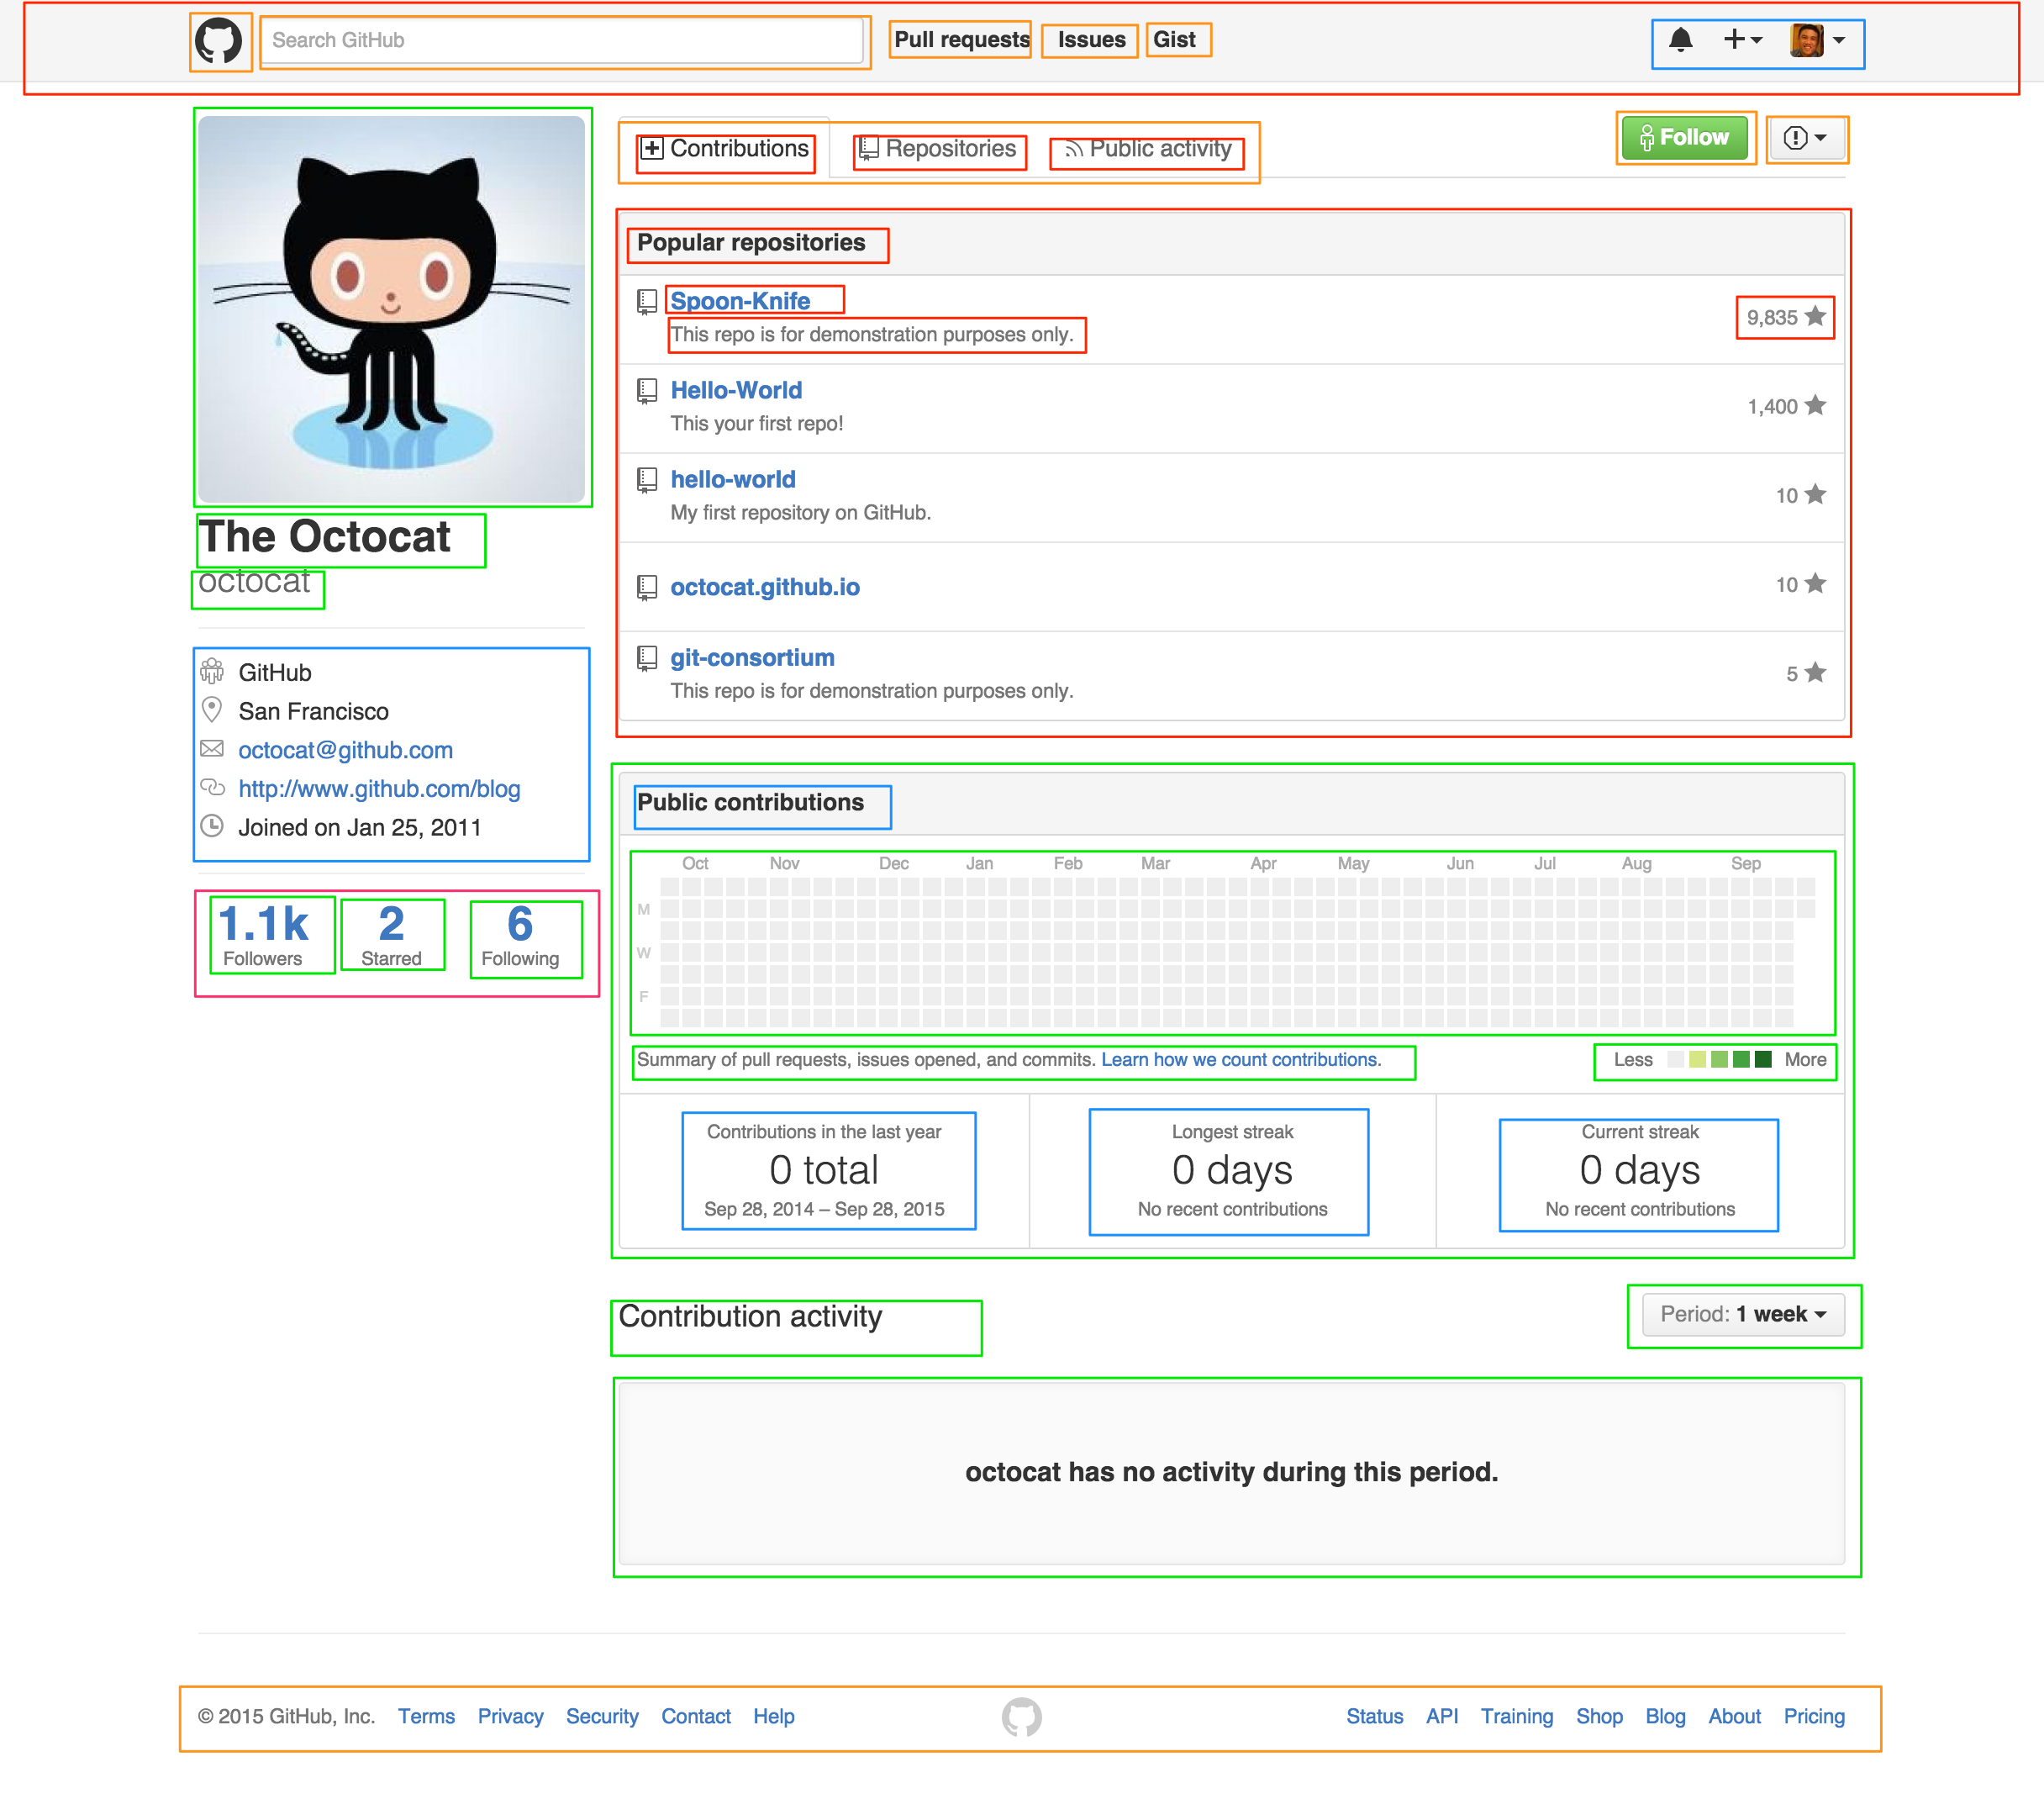 Search GitHub
Pull requests
Issues
Gist
Contributions
Repositories
Public activity
Follow
The Octocat
octocat
GitHub
San Francisco
octocat@github.com
http://www.github.com/blog
Joined on Jan 25, 2011
1.1k
Followers
2
Starred
6
Following
Popular repositories
Spoon-Knife
This repo is for demonstration purposes only.
9,835
Hello-World
This your first repo!
1,400
hello-world
My first repository on GitHub.
10
octocat.github.io
10
git-consortium
This repo is for demonstration purposes only.
5
Public contributions
Oct Nov Dec Jan Feb Mar Apr May Jun Jul Aug Sep
M
W
F
Summary of pull requests, issues opened, and commits. Learn how we count contributions.
Less More
Contributions in the last year
0 total
Sep 28, 2014 – Sep 28, 2015
Longest streak
0 days
No recent contributions
Current streak
0 days
No recent contributions
Contribution activity
Period: 1 week
octocat has no activity during this period.
© 2015 GitHub, Inc. Terms Privacy Security Contact Help
Status API Training Shop Blog About Pricing